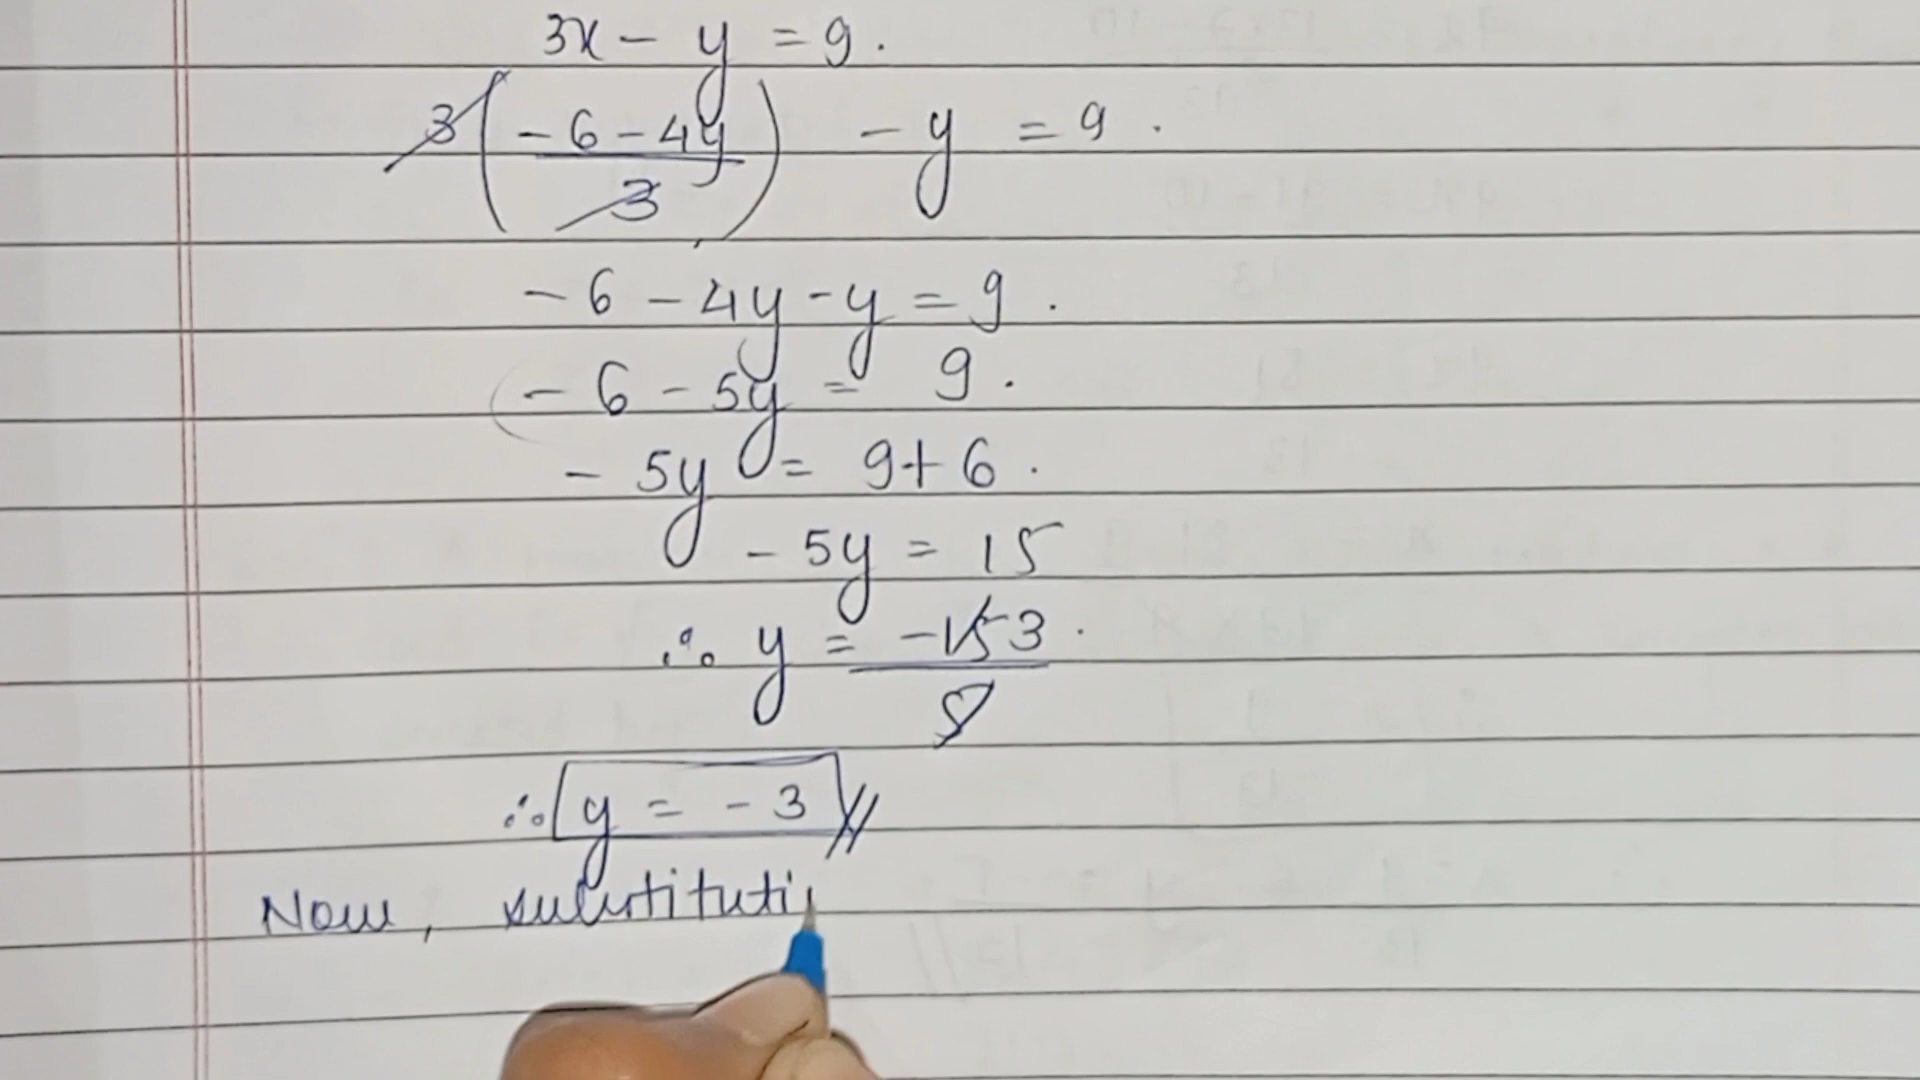 3x - y = 9.
3(-6-4y/3) - y = 9.
-6 - 4y - y = 9.
-6 - 5y = 9.
-5y = 9+6.
-5y = 15
∴ y = -15 3/5.
∴ y = -3 //
Now, substituti